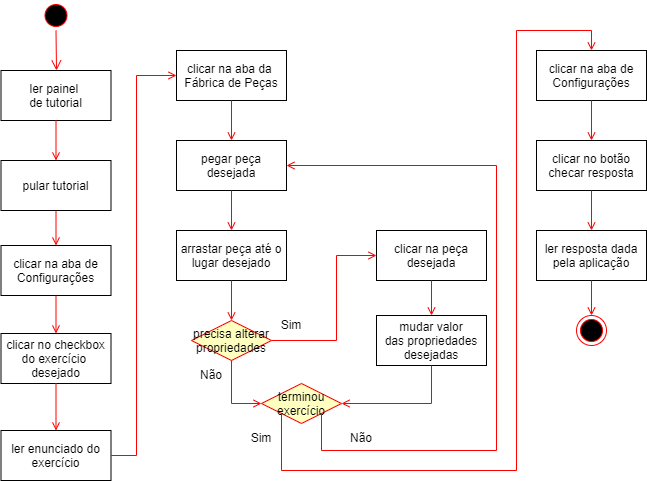 ler painel
de tutorial
pular tutorial
clicar na aba de
Configurações
clicar no checkbox
do exercício
desejado
ler enunciado do
exercício
clicar na aba da
Fábrica de Peças
pegar peça
desejada
arrastar peça até o
lugar desejado
precisa alterar
propriedades
Sim
Não
clicar na peça
desejada
mudar valor
das propriedades
desejadas
terminou
exercício
Sim
Não
clicar na aba de
Configurações
clicar no botão
checar resposta
ler resposta dada
pela aplicação